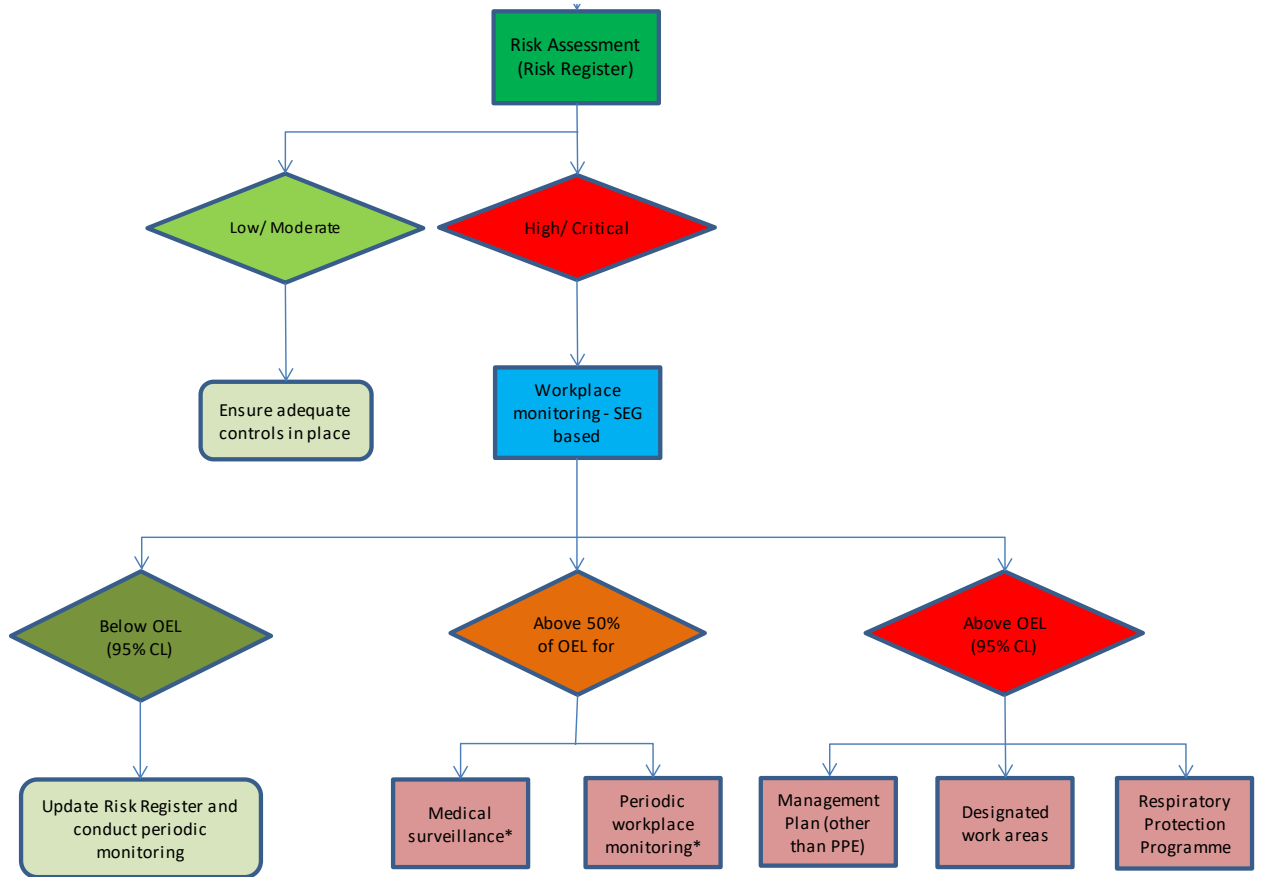 Risk Assessment
(Risk Register)
Low/ Moderate
High/ Critical
Ensure adequate
controls in place
Workplace
monitoring - SEG
based
Below OEL
(95% CL)
Above 50%
of OEL for
Above OEL
(95% CL)
Update Risk Register and
conduct periodic
monitoring
Medical
surveillance*
Periodic
workplace
monitoring*
Management
Plan (other
than PPE)
Designated
work areas
Respiratory
Protection
Programme